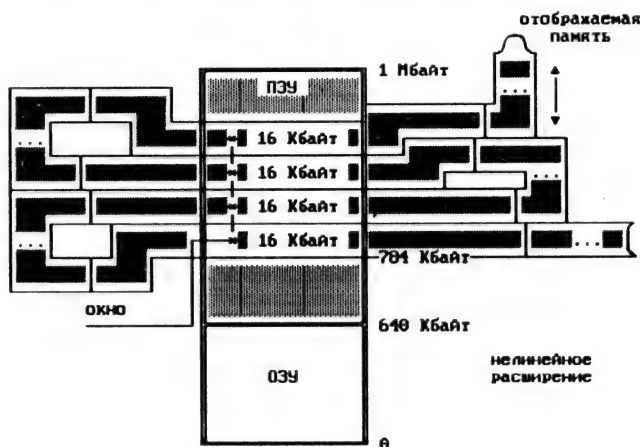 отображаемая
память
1 Мбайт
ПЗУ
16 Кбайт
16 Кбайт
16 Кбайт
16 Кбайт
784 Кбайт
окно
640 Кбайт
нелинейное
расширение
ОЗУ
0